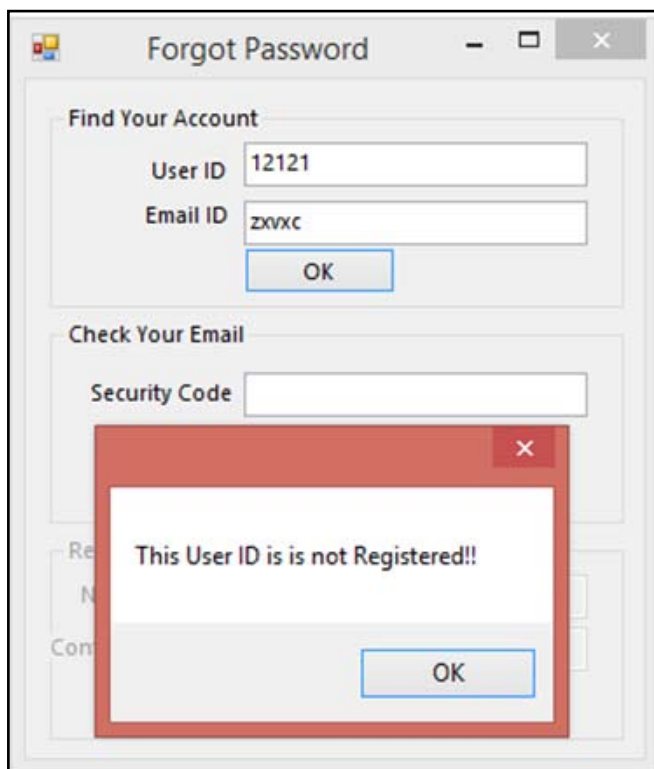 Forgot Password
Find Your Account
User ID 12121
Email ID zxvxc
OK
Check Your Email
Security Code
This User ID is is not Registered!!
OK